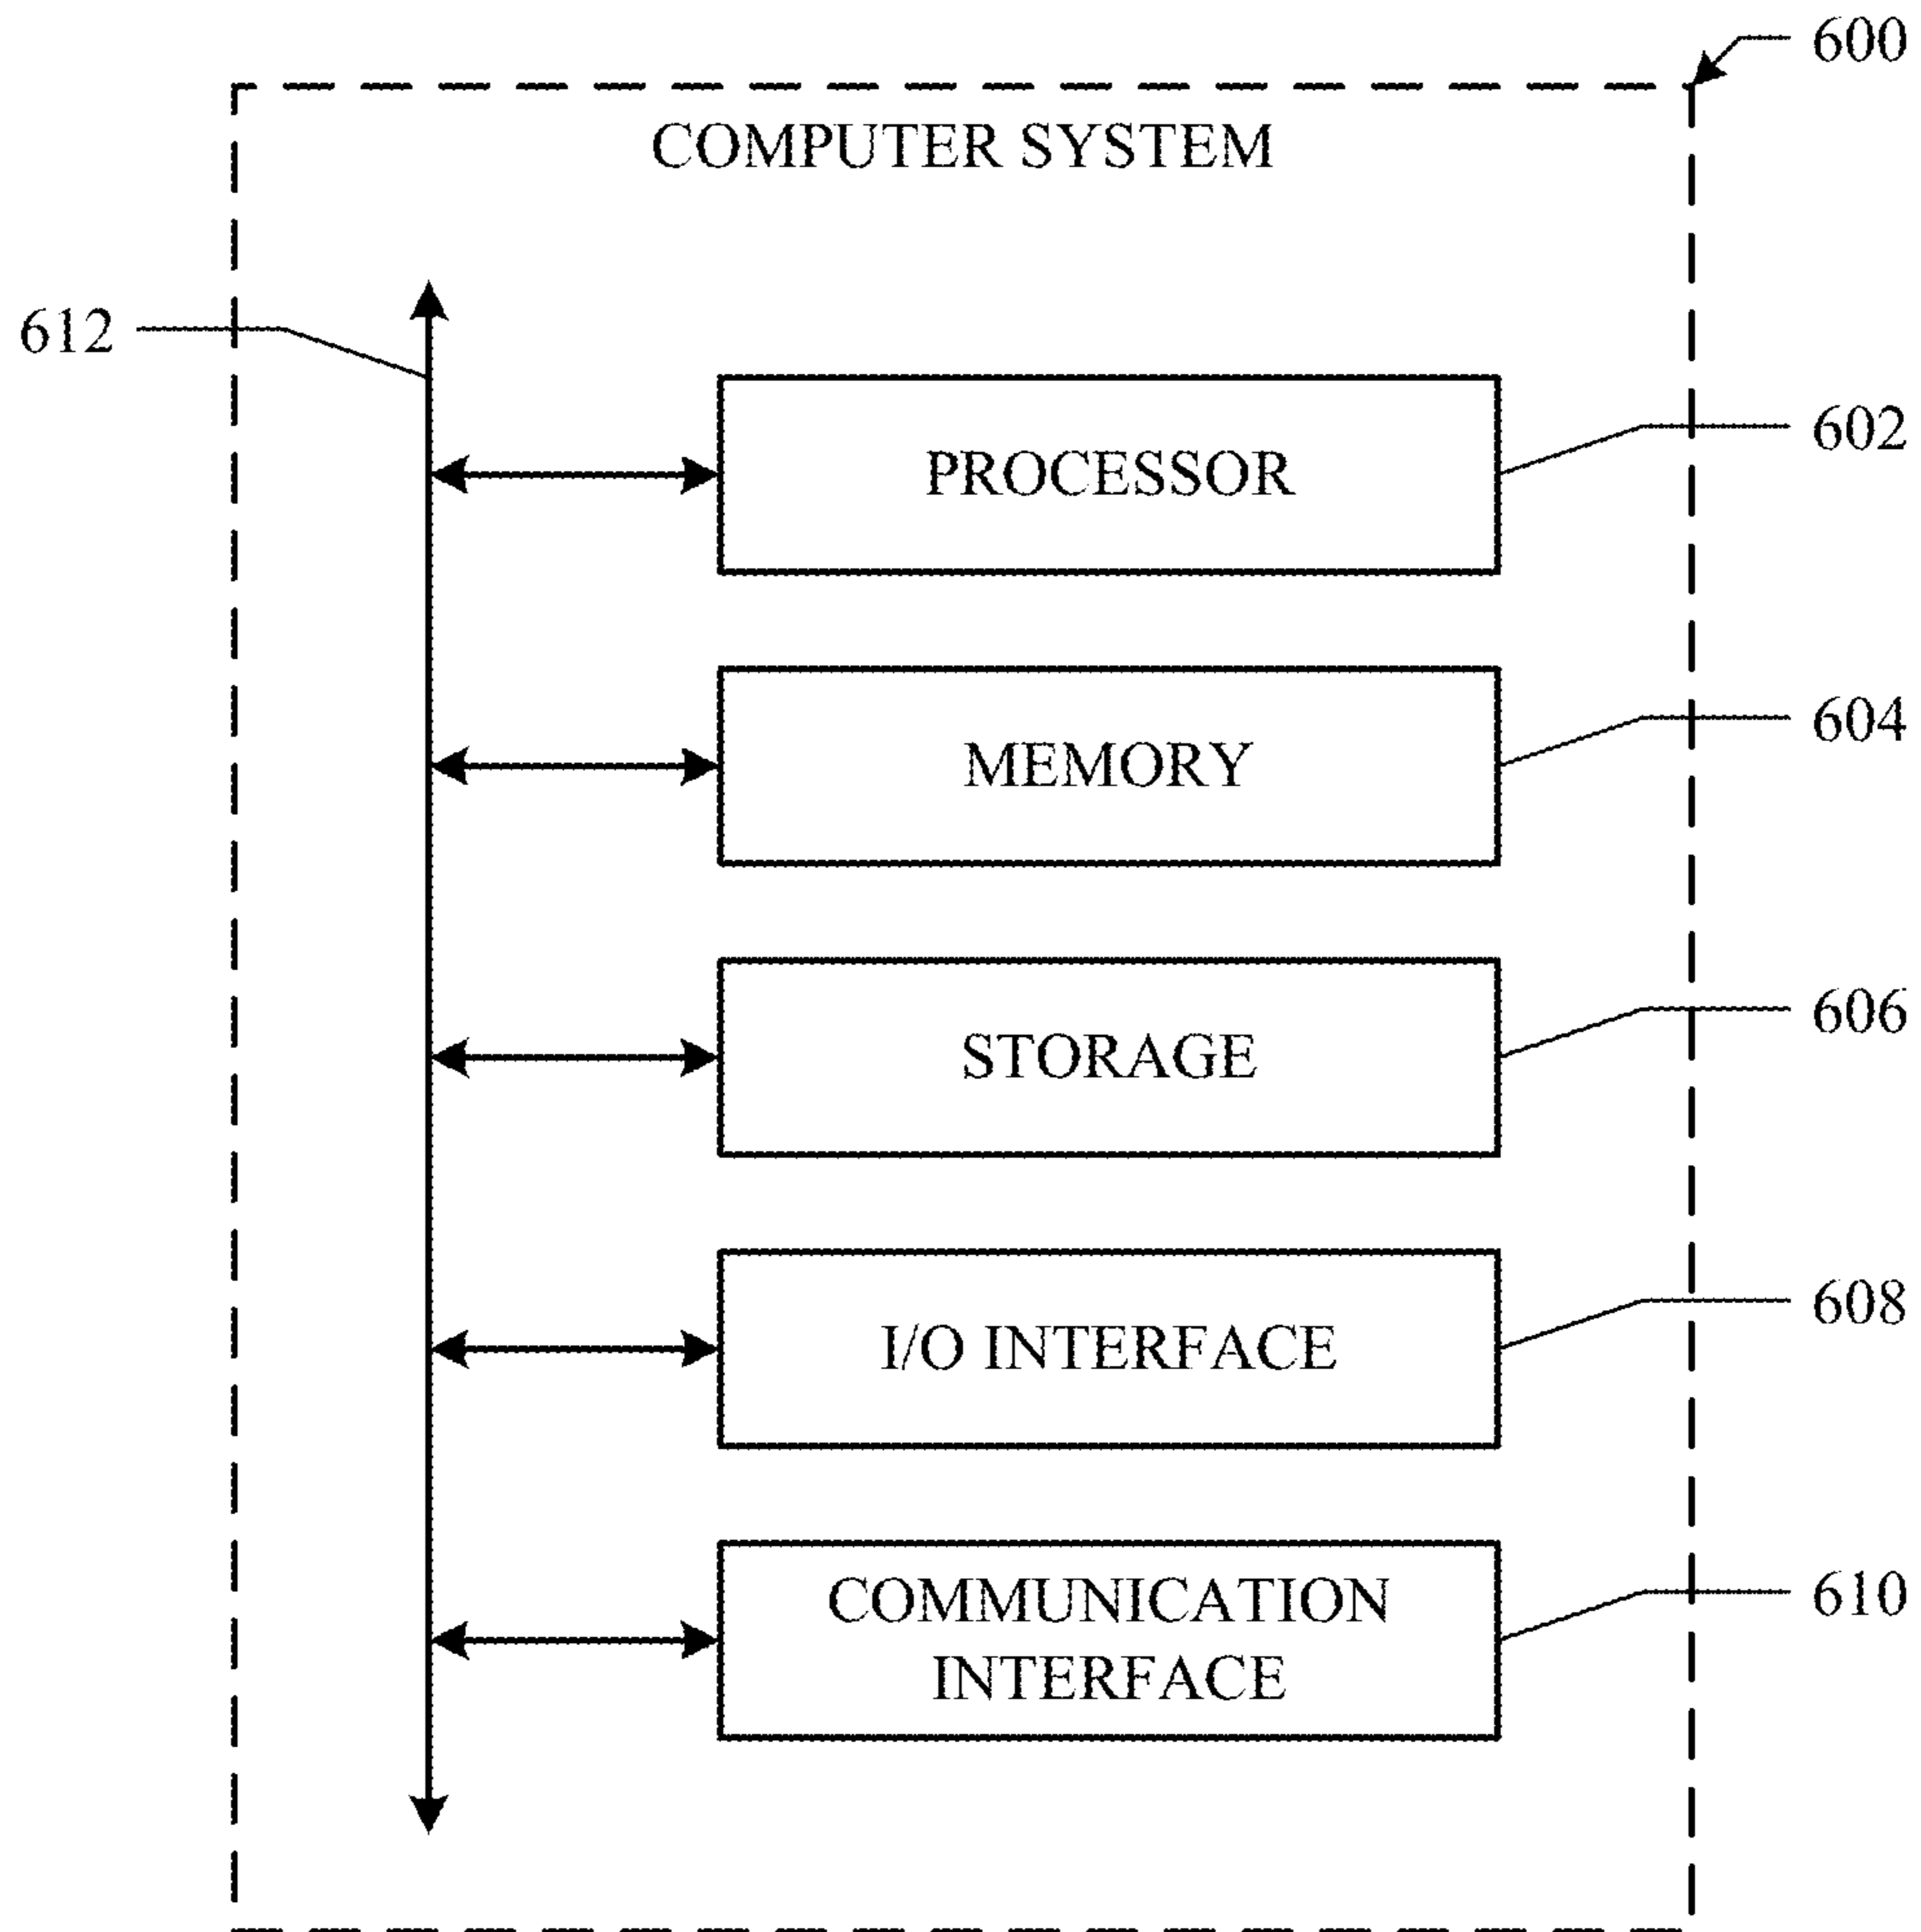 600
COMPUTER SYSTEM
612
PROCESSOR
602
MEMORY
604
STORAGE
606
I/O INTERFACE
608
COMMUNICATION
INTERFACE
610